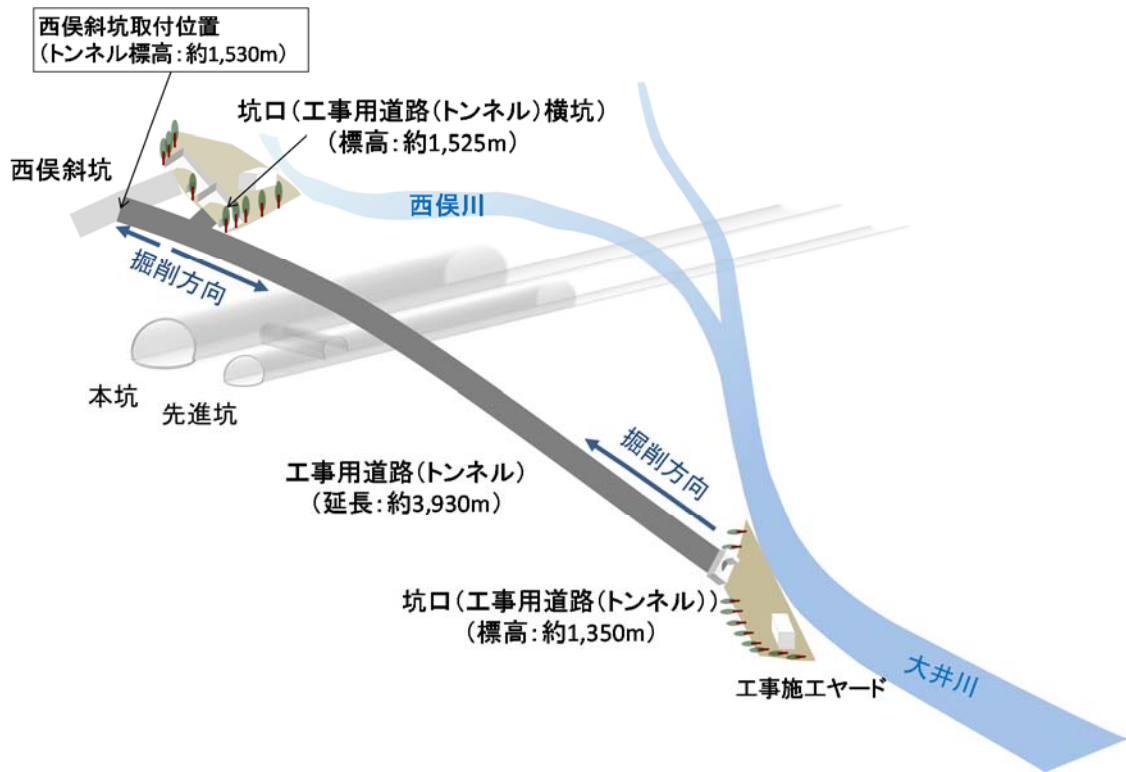 西俣斜坑取付位置
(トンネル標高:約1,530m)
坑口(工事用道路(トンネル)横坑)
(標高:約1,525m)
西俣斜坑
西俣川
掘削方向
本坑
先進坑
工事用道路(トンネル)
(延長:約3,930m)
掘削方向
坑口(工事用道路(トンネル))
(標高:約1,350m)
大井川
工事施工ヤード